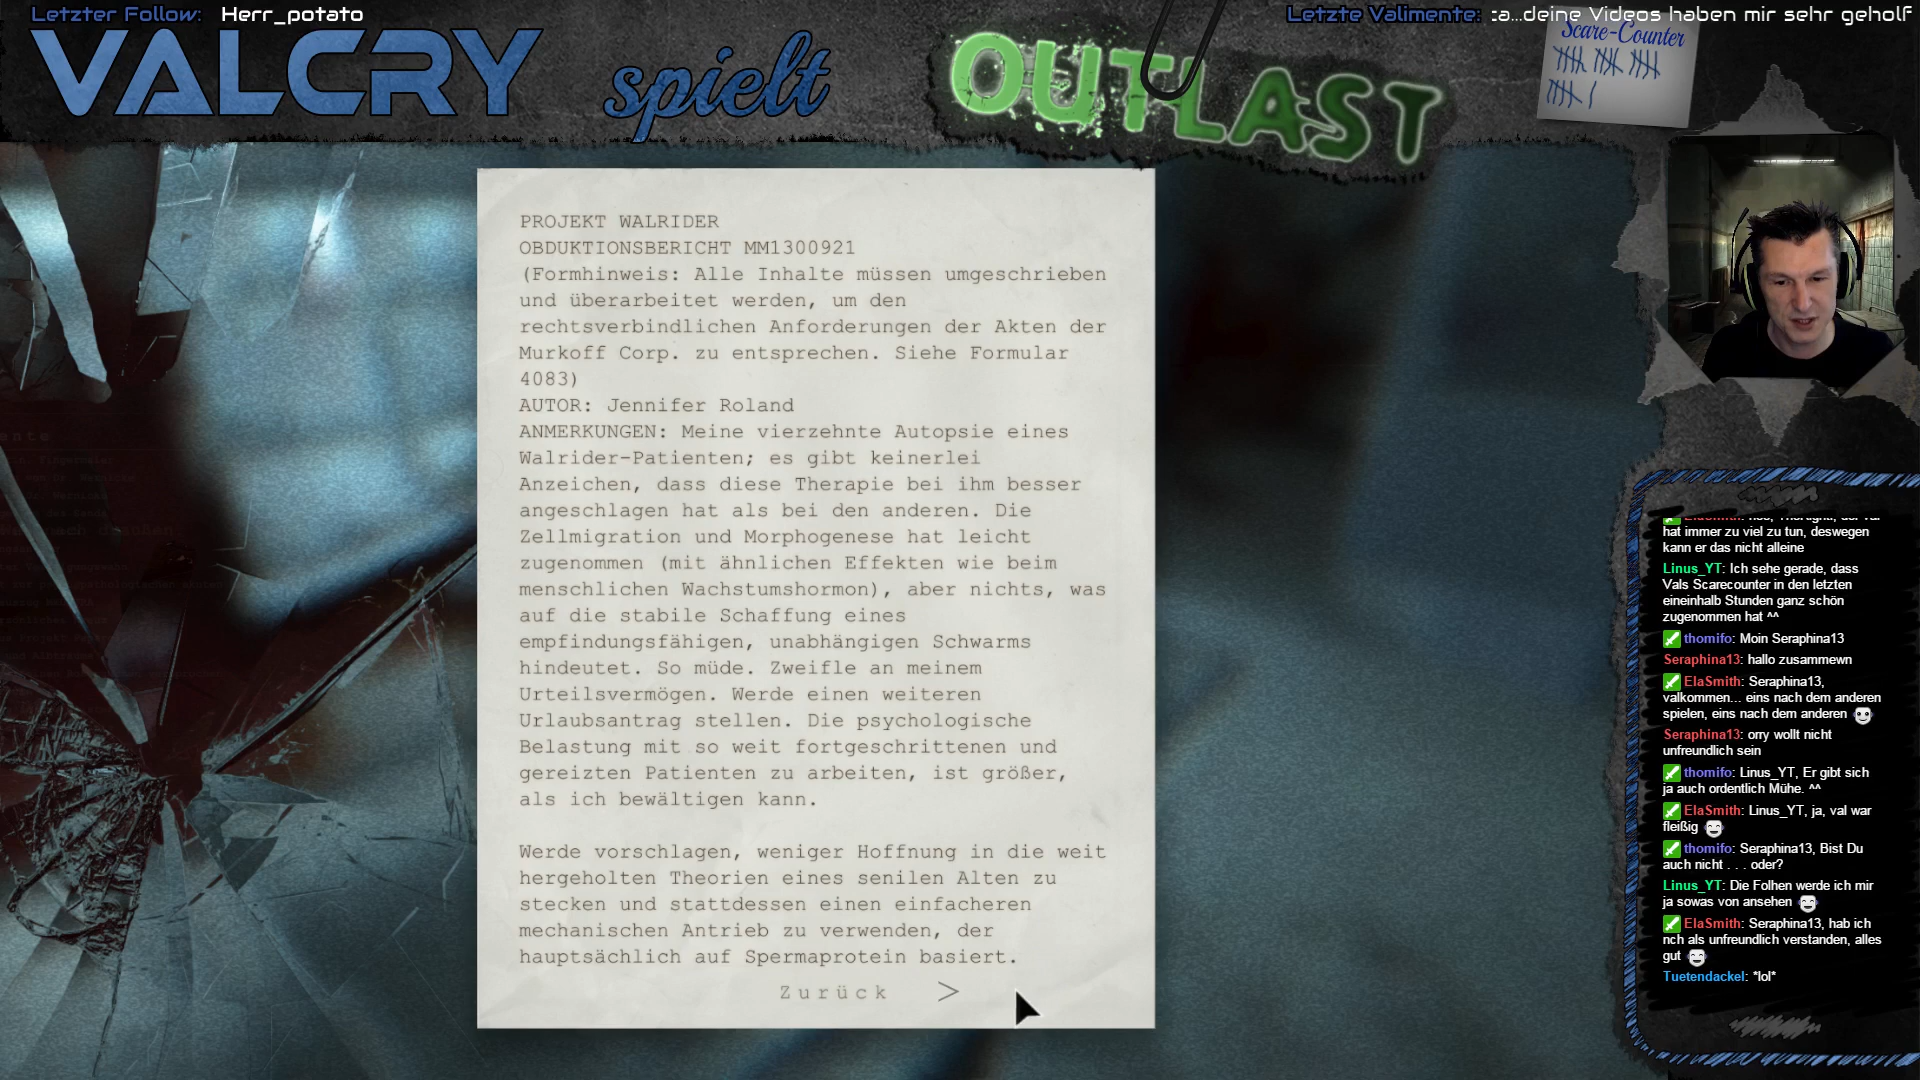 Letzter Follow: Herr_potato
Letzte Valimente: :a...deine Videos haben mir sehr geholf
VALCRY spielt
OUTLAST
Scare-Counter
PROJEKT WALRIDER
OBDUKTIONSBERICHT MM1300921
(Formhinweis: Alle Inhalte müssen umgeschrieben
und überarbeitet werden, um den
rechtsverbindlichen Anforderungen der Akten der
Murkoff Corp. zu entsprechen. Siehe Formular
4083)
AUTOR: Jennifer Roland
ANMERKUNGEN: Meine vierzehnte Autopsie eines
Walrider-Patienten; es gibt keinerlei
Anzeichen, dass diese Therapie bei ihm besser
angeschlagen hat als bei den anderen. Die
Zellmigration und Morphogenese hat leicht
zugenommen (mit ähnlichen Effekten wie beim
menschlichen Wachstumshormon), aber nichts, was
auf die stabile Schaffung eines
empfindungsfähigen, unabhängigen Schwarms
hindeutet. So müde. Zweifle an meinem
Urteilsvermögen. Werde einen weiteren
Urlaubsantrag stellen. Die psychologische
Belastung mit so weit fortgeschrittenen und
gereizten Patienten zu arbeiten, ist größer,
als ich bewältigen kann.
Werde vorschlagen, weniger Hoffnung in die weit
hergeholten Theorien eines senilen Alten zu
stecken und stattdessen einen einfacheren
mechanischen Antrieb zu verwenden, der
hauptsächlich auf Spermaprotein basiert.
Zurück >
hat immer zu viel zu tun, deswegen
kann er das nicht alleine
Linus_YT: Ich sehe gerade, dass
Vals Scarecounter in den letzten
eineinhalb Stunden ganz schön
zugenommen hat ^^
thomifo: Moin Seraphina13
Seraphina13: hallo zusammewn
ElaSmith: Seraphina13,
valkommen... eins nach dem anderen
spielen, eins nach dem anderen
Seraphina13: orry wollt nicht
unfreundlich sein
thomifo: Linus_YT, Er gibt sich
ja auch ordentlich Mühe. ^^
ElaSmith: Linus_YT, ja, val war
fleißig
thomifo: Seraphina13, Bist Du
auch nicht . . . oder?
Linus_YT: Die Folhen werde ich mir
ja sowas von ansehen
ElaSmith: Seraphina13, hab ich
nch als unfreundlich verstanden, alles
gut
Tuetendackel: *lol*